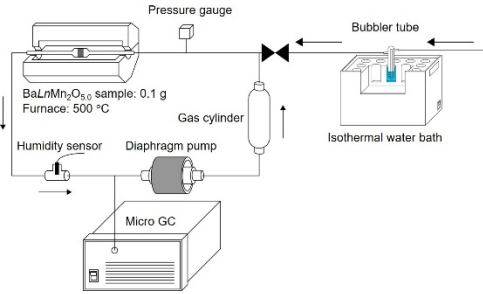 Pressure gauge
Bubbler tube
BaLnMn₂O₅.₀ sample: 0.1 g
Furnace: 500 °C
Gas cylinder
Isothermal water bath
Humidity sensor
Diaphragm pump
Micro GC